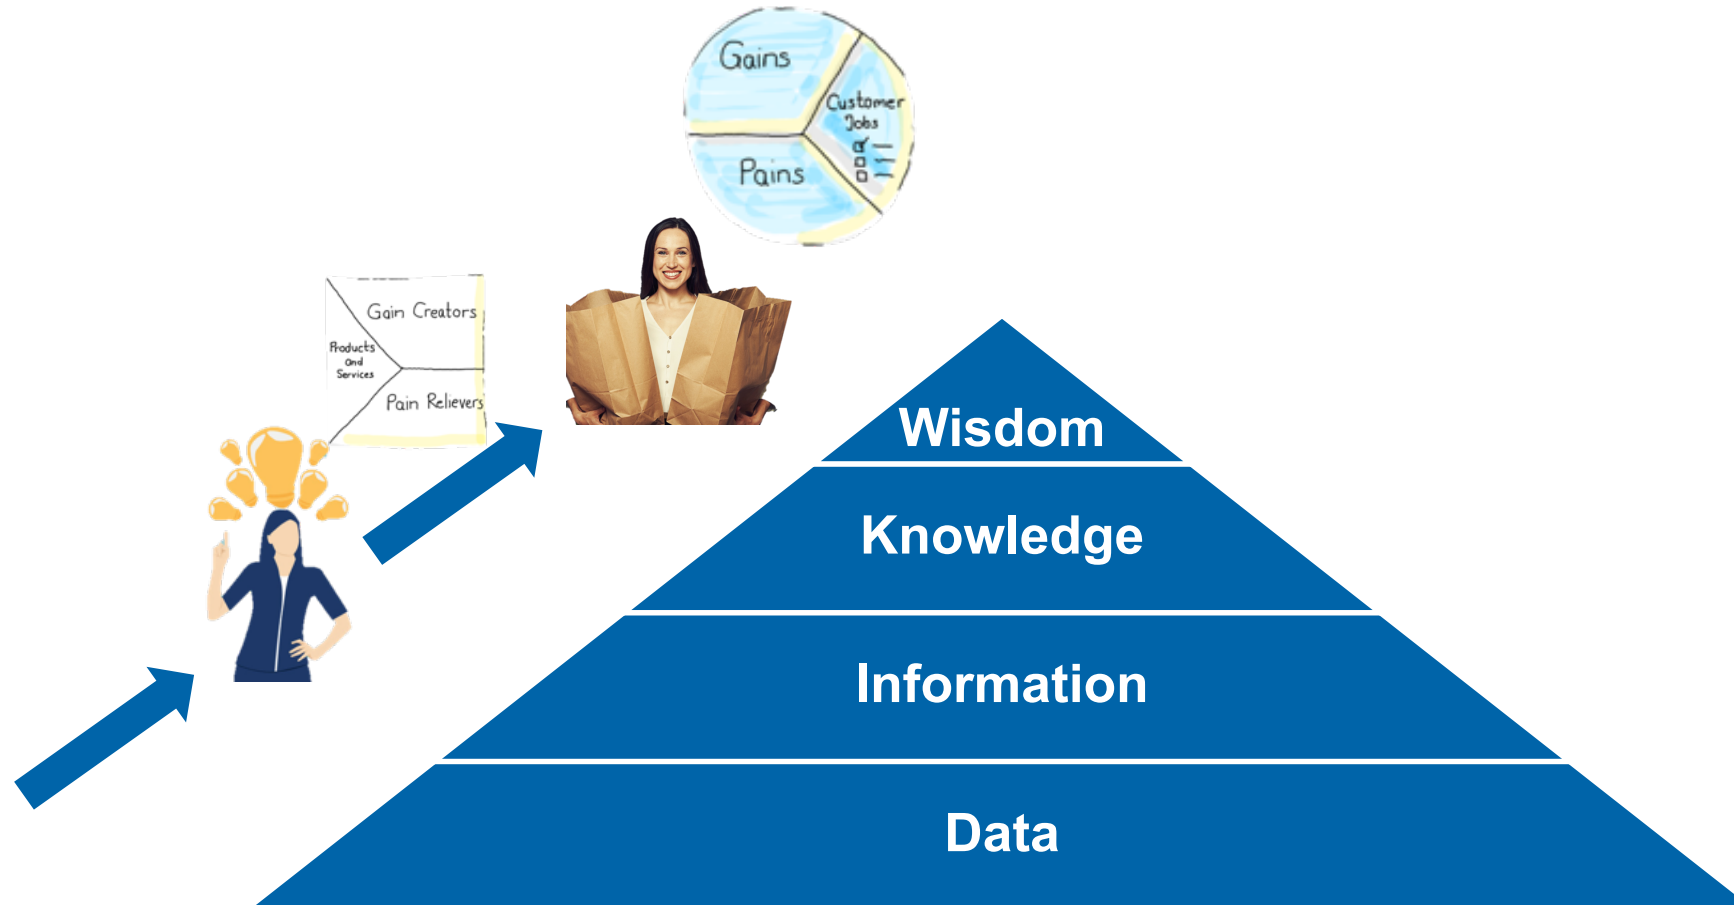 Gains
Customer
Jobs
Pains
Gain Creators
Products
and
Services
Pain Relievers
Wisdom
Knowledge
Information
Data